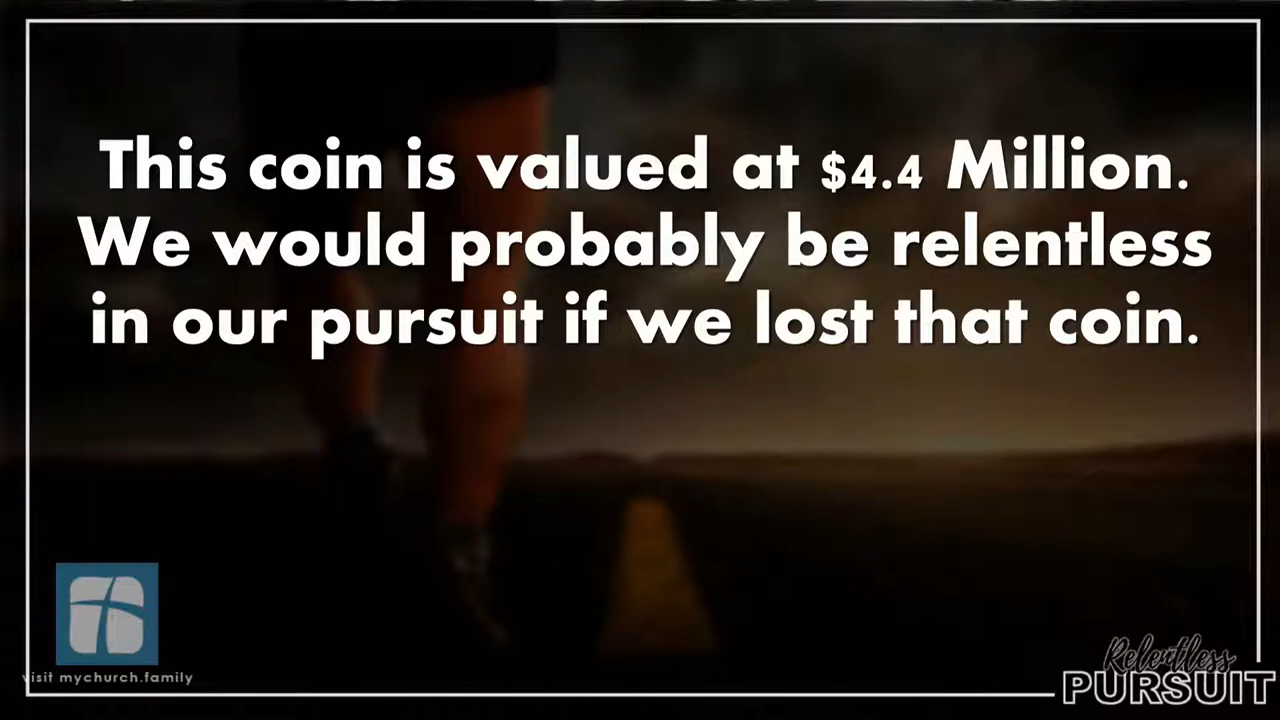 This coin is valued at $4.4 Million.
We would probably be relentless
in our pursuit if we lost that coin.
visit mychurch.family
Relentless
PURSUIT